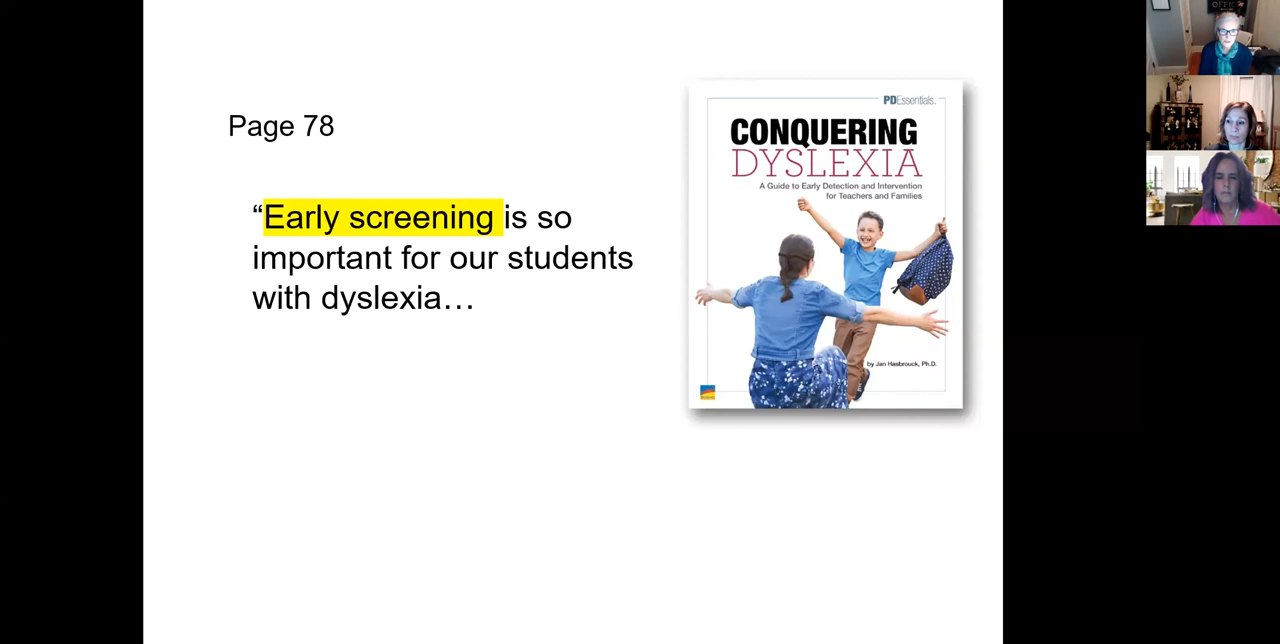 Page 78
“Early screening is so
important for our students
with dyslexia…
PDEssentials.
CONQUERING
DYSLEXIA
A Guide to Early Detection and Intervention
for Teachers and Families
by Jan Hasbrouck, Ph.D.